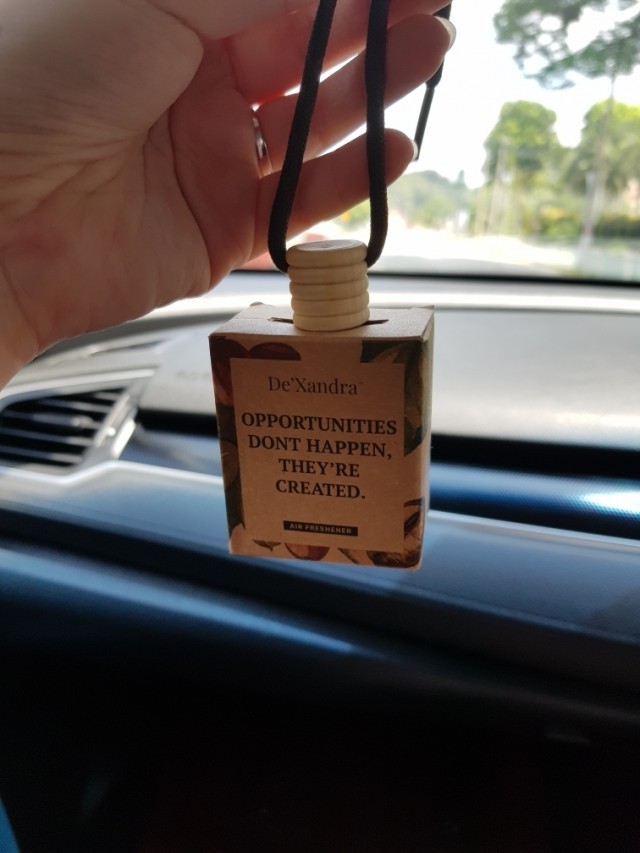 De'Xandra
OPPORTUNITIES
DONT HAPPEN,
THEY'RE
CREATED.
AIR FRESHENER